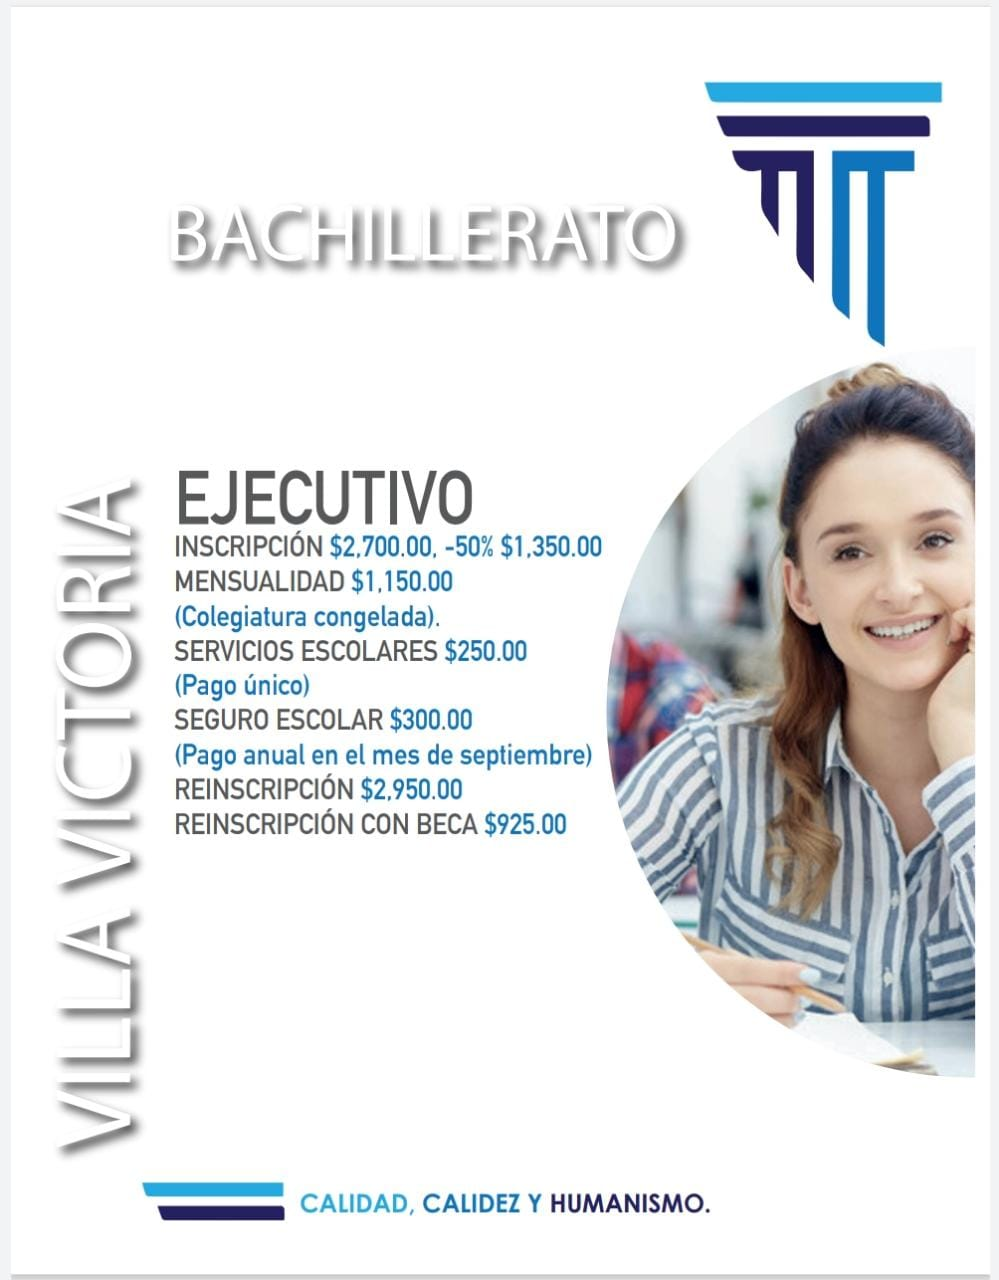 BACHILLERATO
VILLA VICTORIA
EJECUTIVO
INSCRIPCIÓN $2,700.00, -50% $1,350.00
MENSUALIDAD $1,150.00
(Colegiatura congelada).
SERVICIOS ESCOLARES $250.00
(Pago único)
SEGURO ESCOLAR $300.00
(Pago anual en el mes de septiembre)
REINSCRIPCIÓN $2,950.00
REINSCRIPCIÓN CON BECA $925.00
CALIDAD, CALIDEZ Y HUMANISMO.